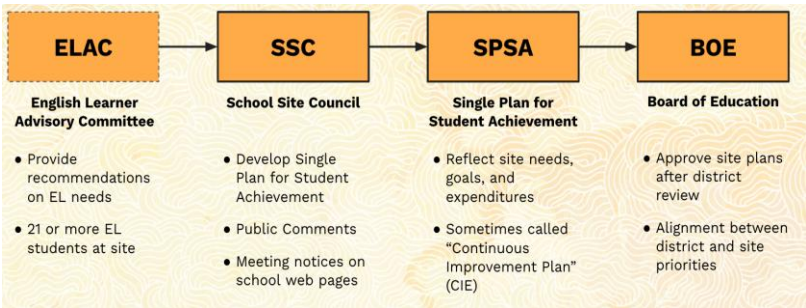 ELAC
SSC
SPSA
BOE
English Learner
Advisory Committee
• Provide
recommendations
on EL needs
• 21 or more EL
students at site
School Site Council
• Develop Single
Plan for Student
Achievement
• Public Comments
• Meeting notices on
school web pages
Single Plan for
Student Achievement
• Reflect site needs,
goals, and
expenditures
• Sometimes called
“Continuous
Improvement Plan”
(CIE)
Board of Education
• Approve site plans
after district
review
• Alignment between
district and site
priorities